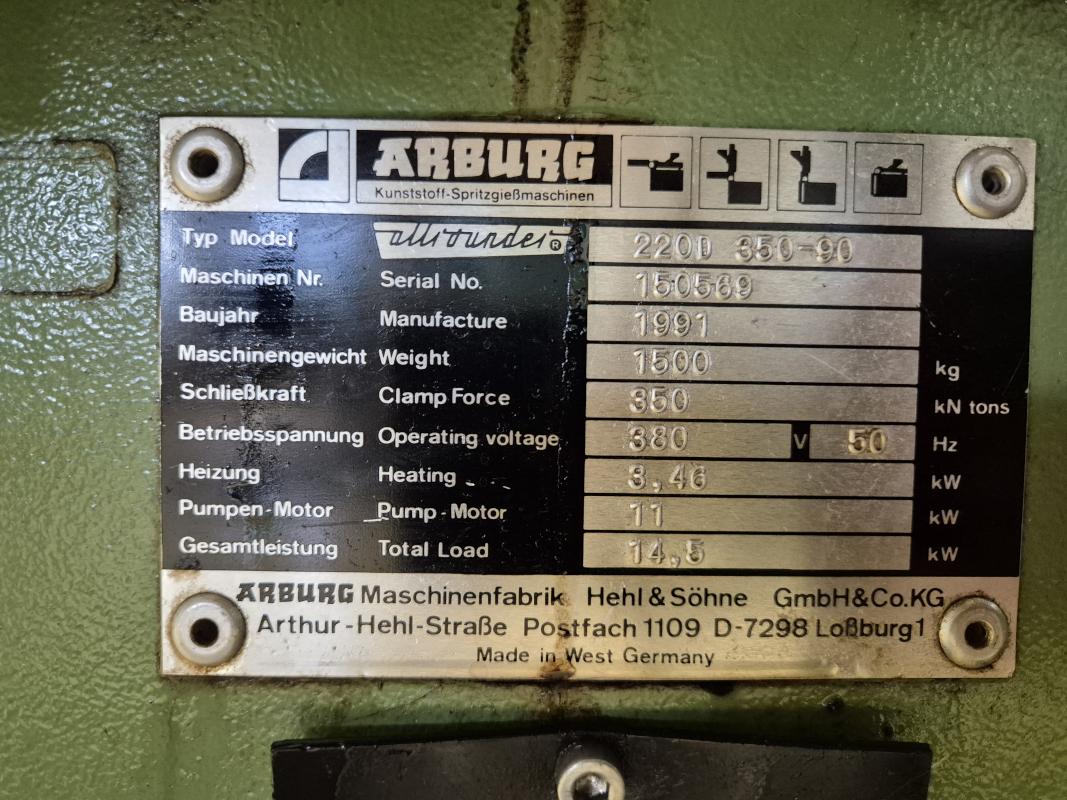 ARBURG
Kunststoff-Spritzgießmaschinen
Typ Model allrounder® 220D 350-90
Maschinen Nr. Serial No. 150569
Baujahr Manufacture 1991
Maschinengewicht Weight 1500 kg
Schließkraft Clamp Force 350 kN tons
Betriebsspannung Operating voltage 380 V 50 Hz
Heizung Heating 3,46 kW
Pumpen-Motor Pump-Motor 11 kW
Gesamtleistung Total Load 14,5 kW
ARBURG Maschinenfabrik Hehl & Söhne GmbH&Co.KG
Arthur-Hehl-Straße Postfach 1109 D-7298 Loßburg 1
Made in West Germany